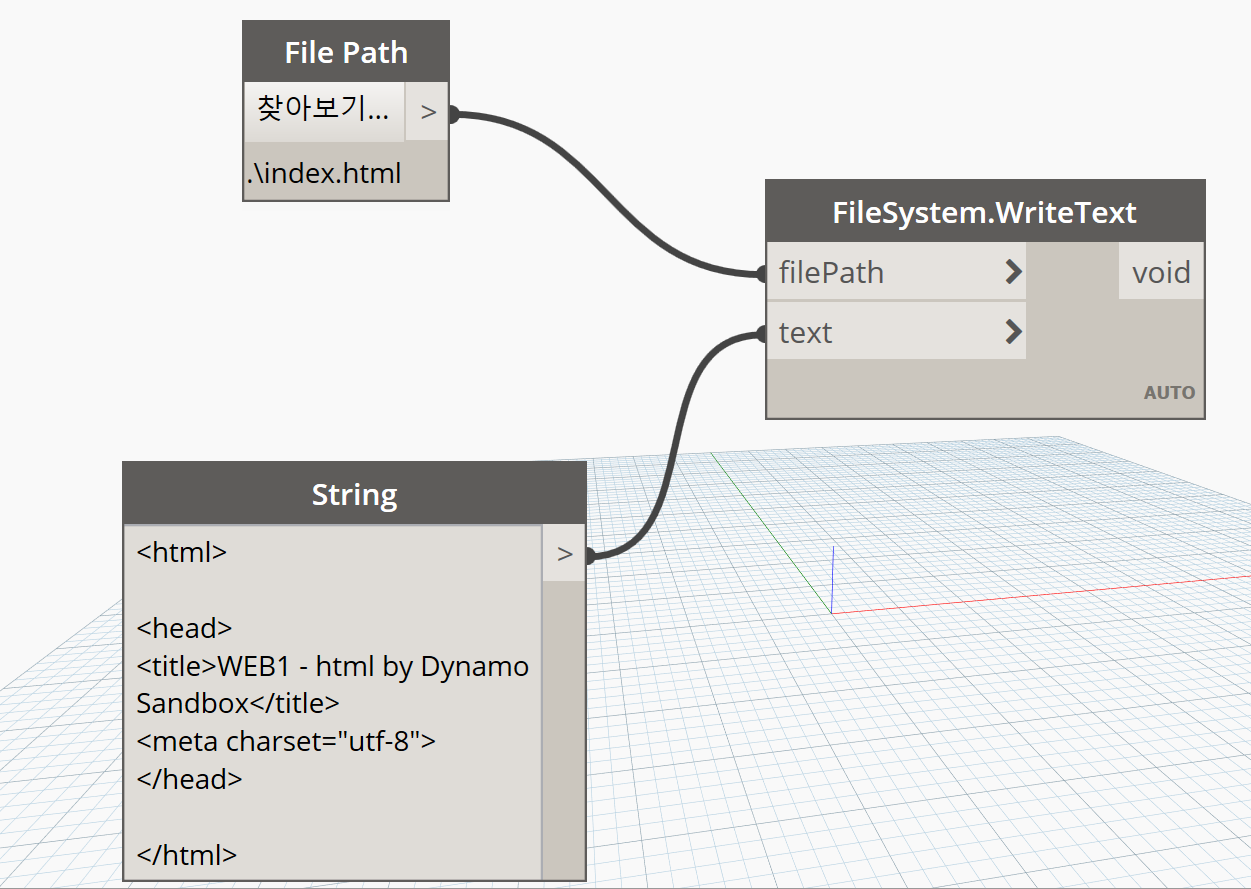 File Path
찾아보기... >
.\index.html
FileSystem.WriteText
filePath void
text
AUTO
String
<html> >
<head>
<title>WEB1 - html by Dynamo
Sandbox</title>
<meta charset="utf-8">
</head>
</html>